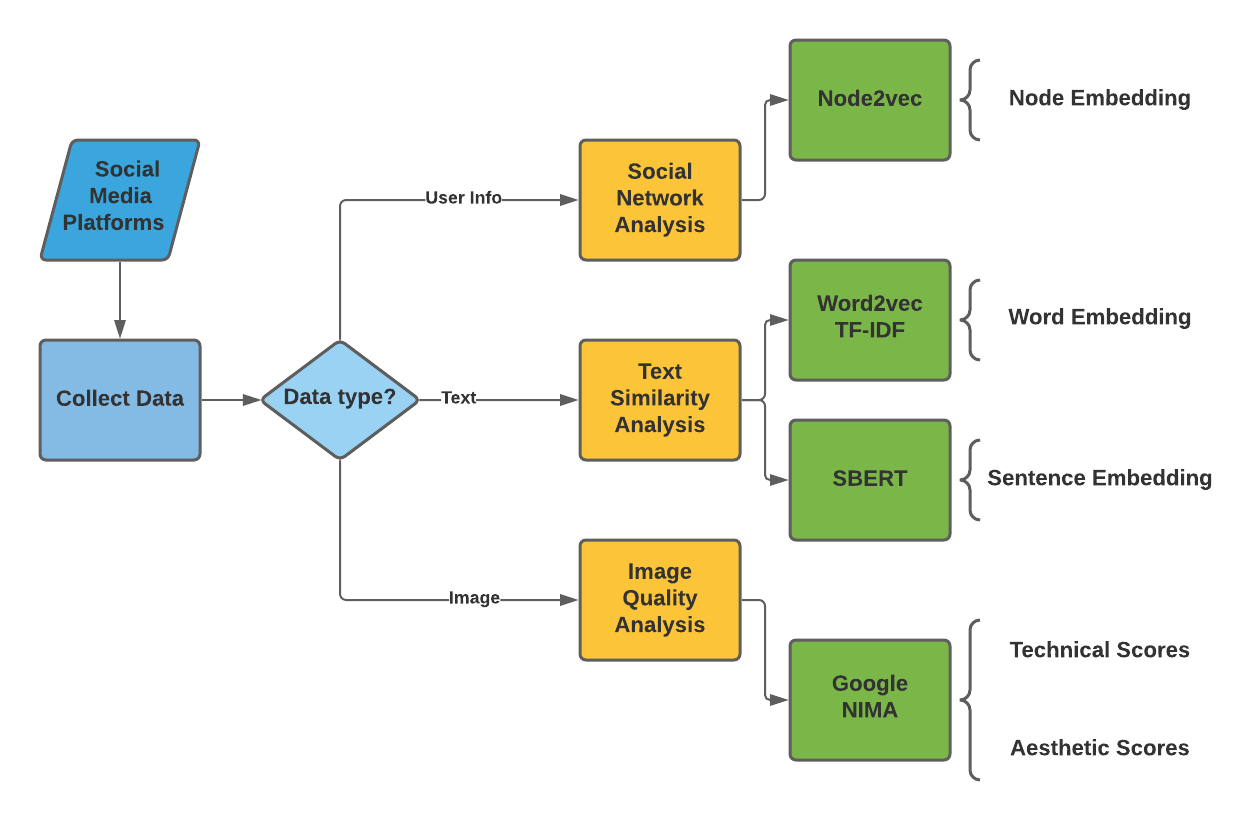 Social
Media
Platforms
Collect Data
Data type?
User Info
Text
Image
Social
Network
Analysis
Text
Similarity
Analysis
Image
Quality
Analysis
Node2vec
Node Embedding
Word2vec
TF-IDF
Word Embedding
SBERT
Sentence Embedding
Google
NIMA
Technical Scores
Aesthetic Scores